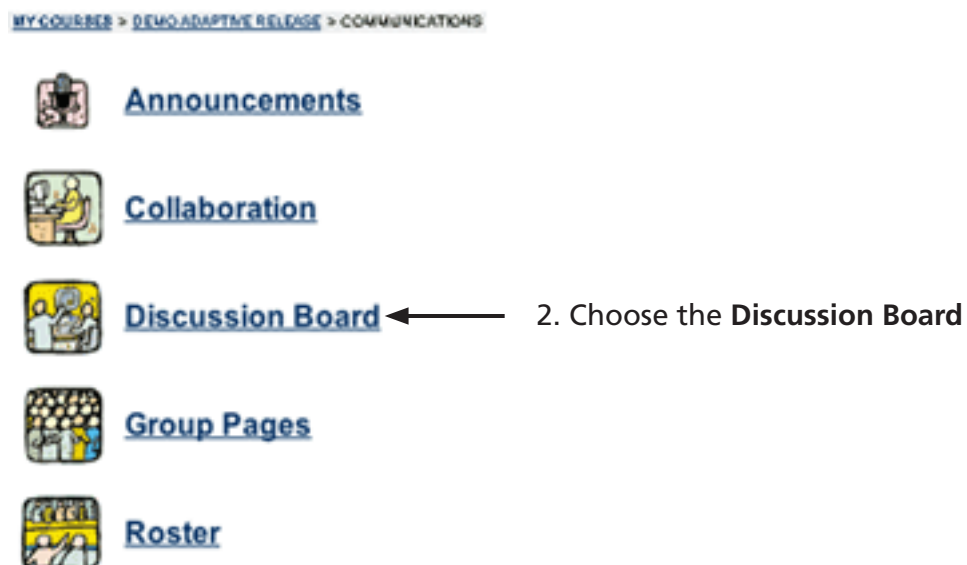 MY COURSES > DEMO ADAPTIVE RELEASE > COMMUNICATIONS
Announcements
Collaboration
Discussion Board
2. Choose the Discussion Board
Group Pages
Roster